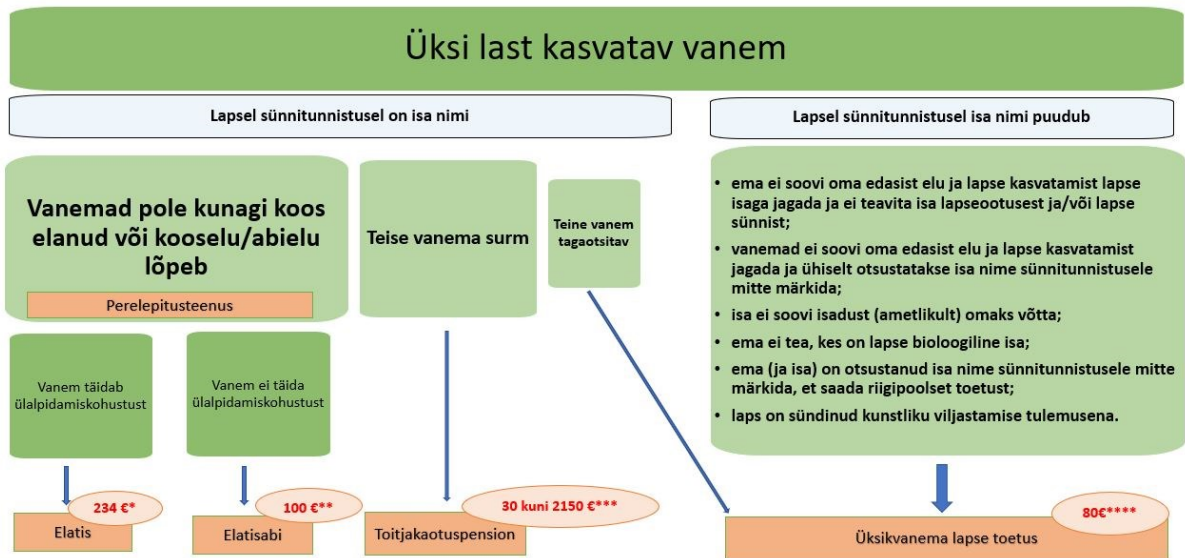 Üksi last kasvatav vanem
Lapsel sünnitunnistusel on isa nimi
Lapsel sünnitunnistusel isa nimi puudub
Vanemad pole kunagi koos
elanud või kooselu/abielu
lõpeb
Perelepitusteenus
Teise vanema surm
Teine vanem
tagaotsitav
• ema ei soovi oma edasist elu ja lapse kasvatamist lapse
isaga jagada ja ei teavita isa lapseootusest ja/või lapse
sünnist;
• vanemad ei soovi oma edasist elu ja lapse kasvatamist
jagada ja ühiselt otsustatakse isa nime sünnitunnistusele
mitte märkida;
• isa ei soovi isadust (ametlikult) omaks võtta;
• ema ei tea, kes on lapse bioloogiline isa;
• ema (ja isa) on otsustanud isa nime sünnitunnistusele mitte
märkida, et saada riigipoolset toetust;
• laps on sündinud kunstliku viljastamise tulemusena.
Vanem täidab
ülalpidamiskohustust
Vanem ei täida
ülalpidamiskohustust
234 €*
Elatis
100 €**
Elatisabi
30 kuni 2150 €***
Toitjakaotuspension
80€****
Üksikvanema lapse toetus